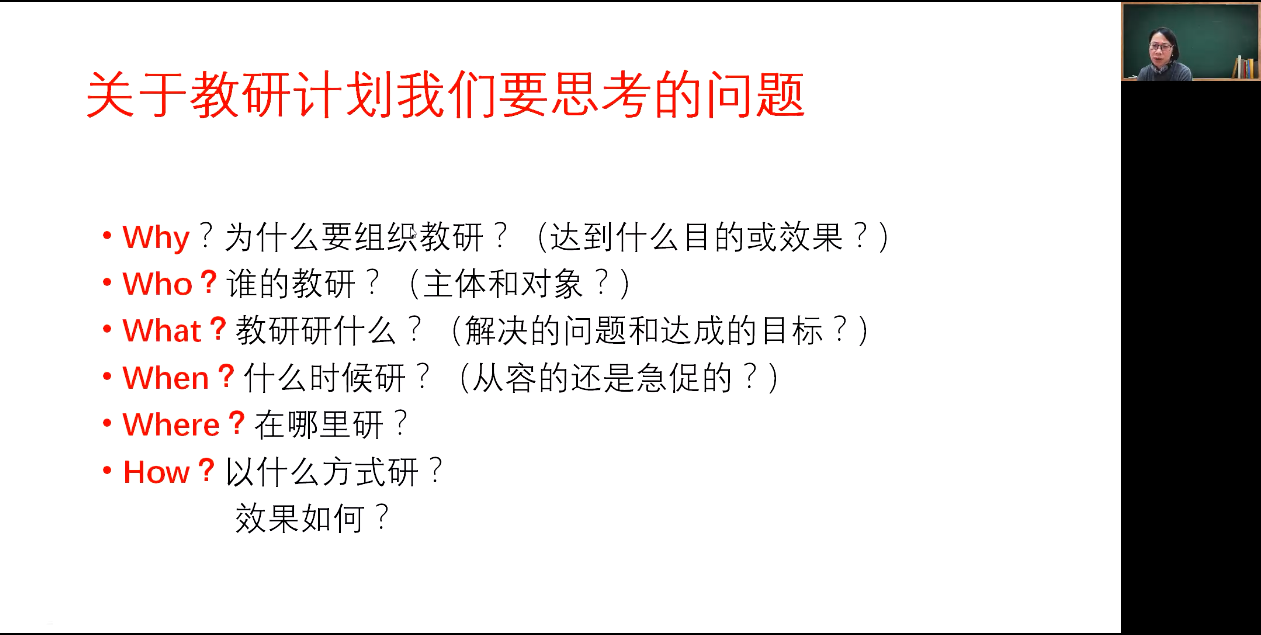 关于教研计划我们要思考的问题
• Why？为什么要组织教研？（达到什么目的或效果？）
• Who？谁的教研？（主体和对象？）
• What？教研研什么？（解决的问题和达成的目标？）
• When？什么时候研？（从容的还是急促的？）
• Where？在哪里研？
• How？以什么方式研？
效果如何？